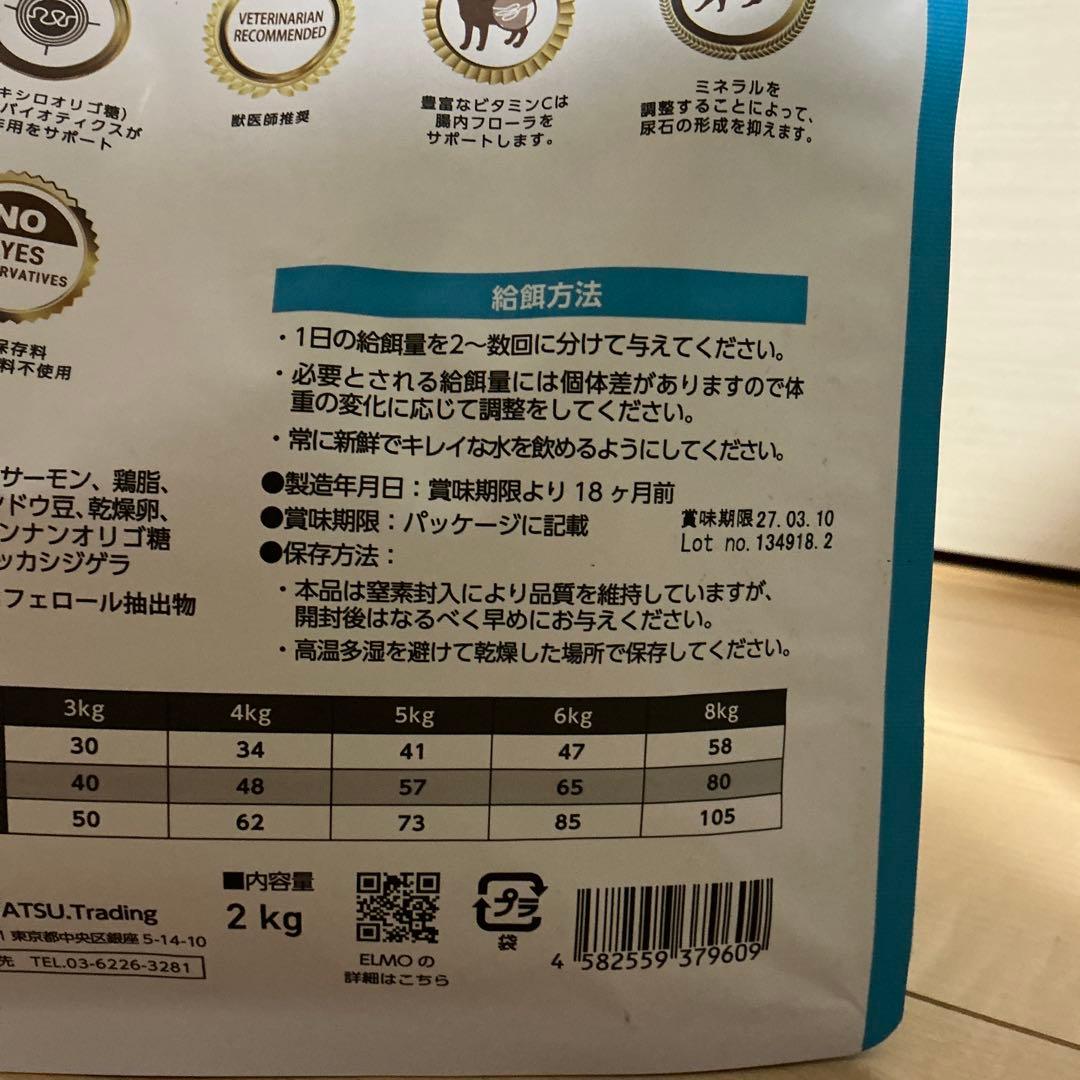 VETERINARIAN
RECOMMENDED
キシロオリゴ糖)
バイオティクスが
作用をサポート
獣医師推奨
豊富なビタミンCは
腸内フローラを
サポートします。
ミネラルを
調整することによって、
尿石の形成を抑えます。
NO
YES
RVATIVES
保存料
料不使用
給餌方法
・1日の給餌量を2〜数回に分けて与えてください。
・必要とされる給餌量には個体差がありますので体
重の変化に応じて調整をしてください。
・常に新鮮でキレイな水を飲めるようにしてください。
●製造年月日：賞味期限より18ヶ月前
●賞味期限：パッケージに記載
賞味期限27.03.10
Lot no.134918.2
●保存方法：
・本品は窒素封入により品質を維持していますが、
開封後はなるべく早めにお与えください。
・高温多湿を避けて乾燥した場所で保存してください。
サーモン、鶏脂、
ンドウ豆、乾燥卵、
ンナンオリゴ糖
ッカシジゲラ
フェロール抽出物
3kg 4kg 5kg 6kg 8kg
30 34 41 47 58
40 48 57 65 80
50 62 73 85 105
ATSU.Trading
1 東京都中央区銀座5-14-10
先 TEL.03-6226-3281
■内容量
2 kg
ELMOの
詳細はこちら
プラ
袋
4 582559 379609